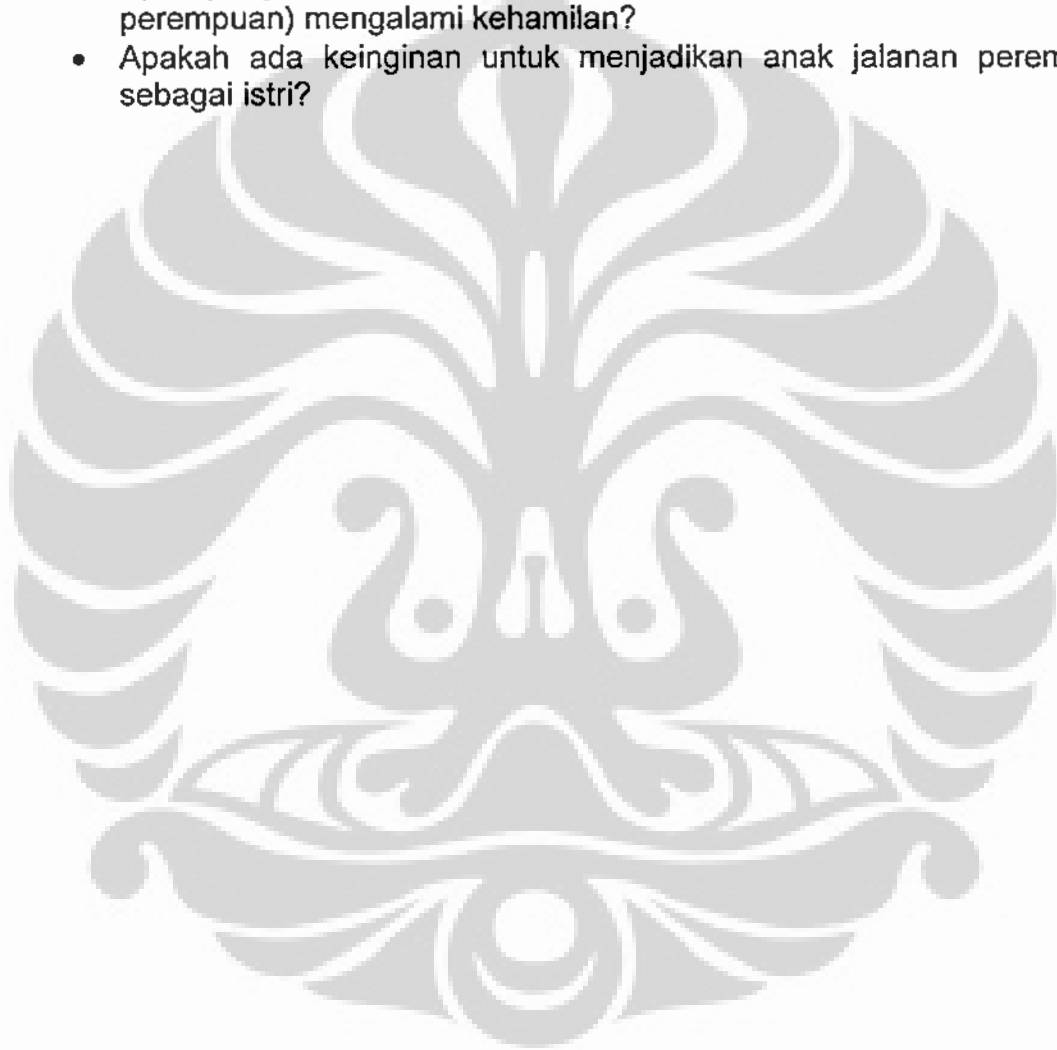 perempuan) mengalami kehamilan?
• Apakah ada keinginan untuk menjadikan anak jalanan
sebagai istri?